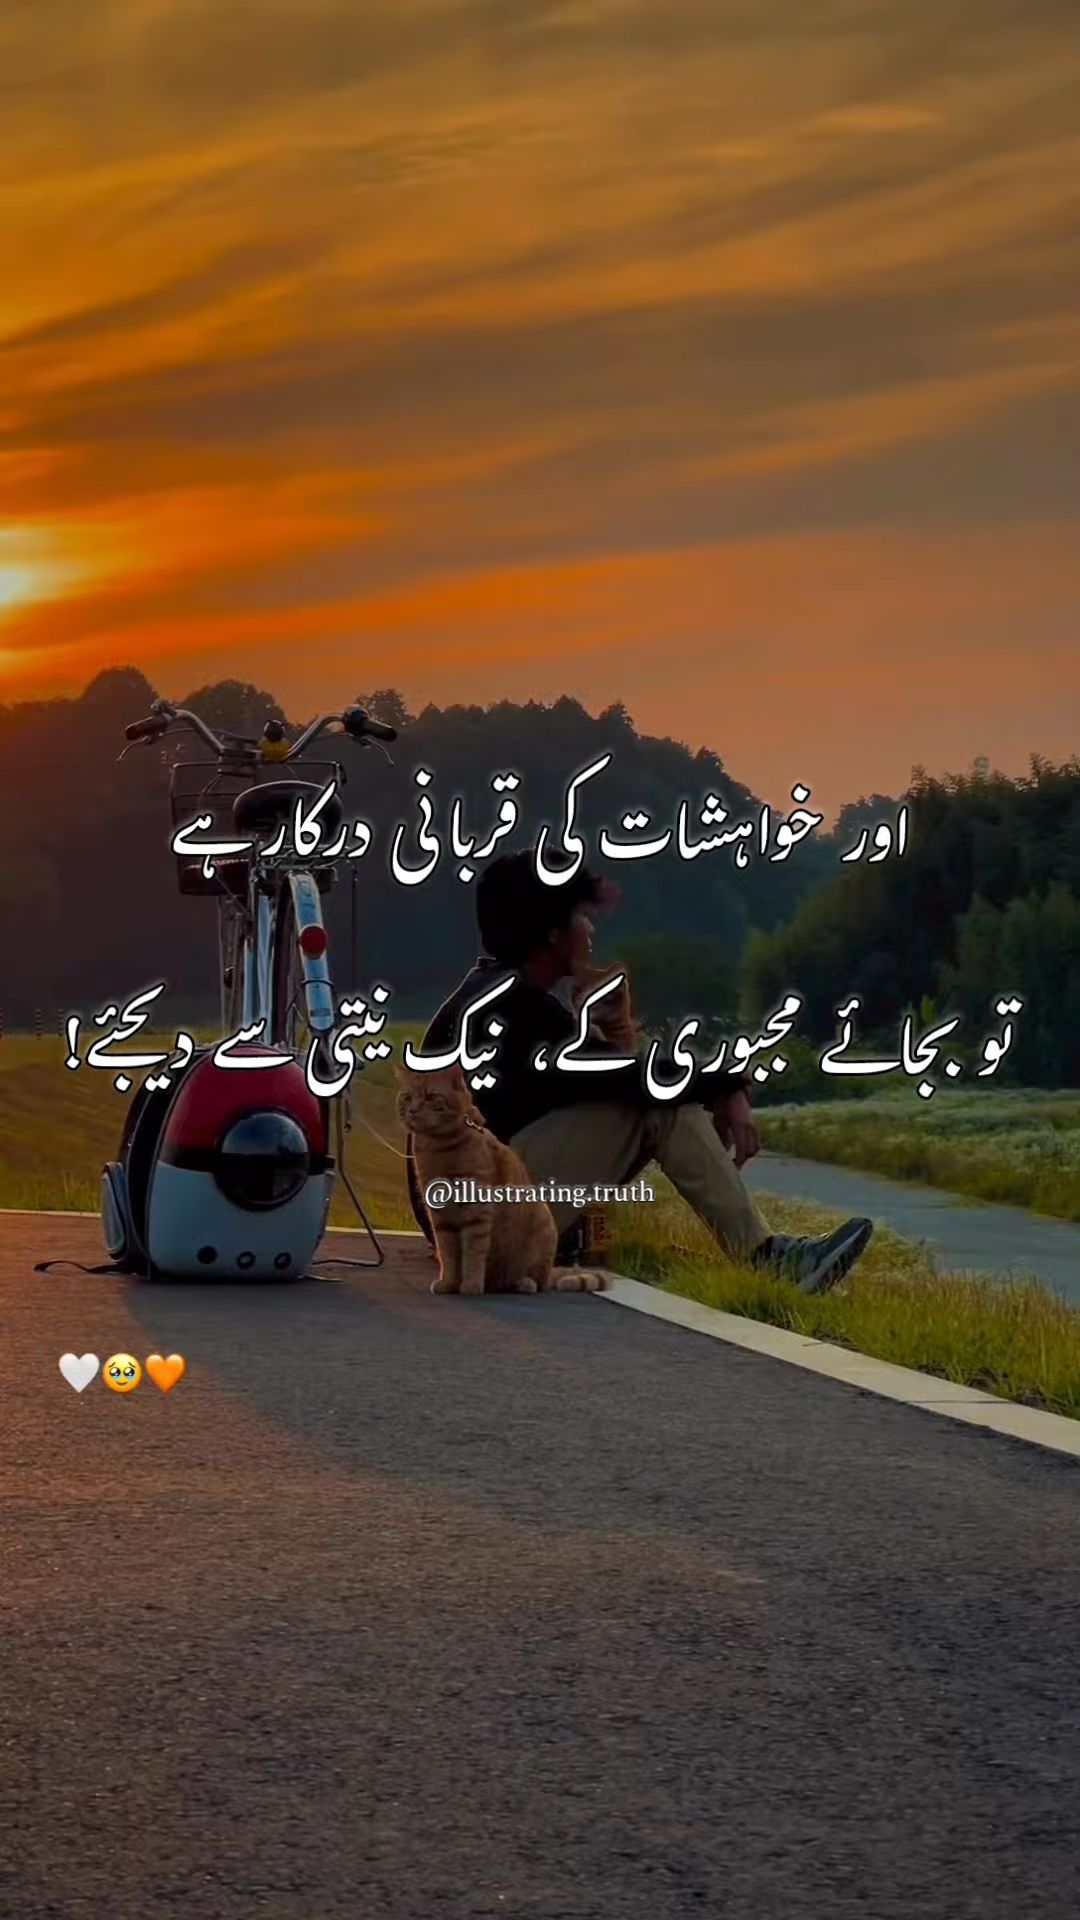 اور خواہشات کی قربانی درکار ہے
تو بجائے مجبوری کے، نیک نیتی سے دیجئے!
@illustrating.truth
🤍🥹🧡